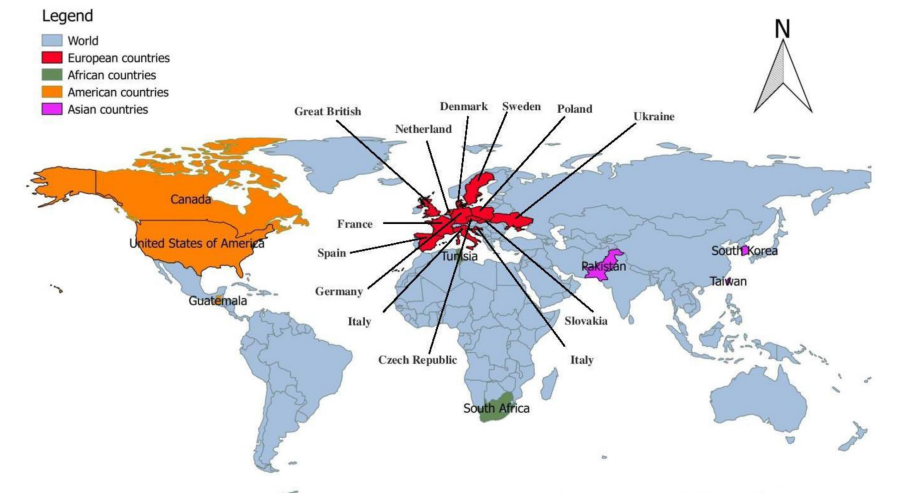 Legend
World
European countries
African countries
American countries
Asian countries
N
Great British
Netherland
Denmark
Sweden
Poland
Ukraine
Canada
France
United States of America
Spain
Tunisia
South Korea
Pakistan
Taiwan
Germany
Guatemala
Italy
Slovakia
Czech Republic
Italy
South Africa